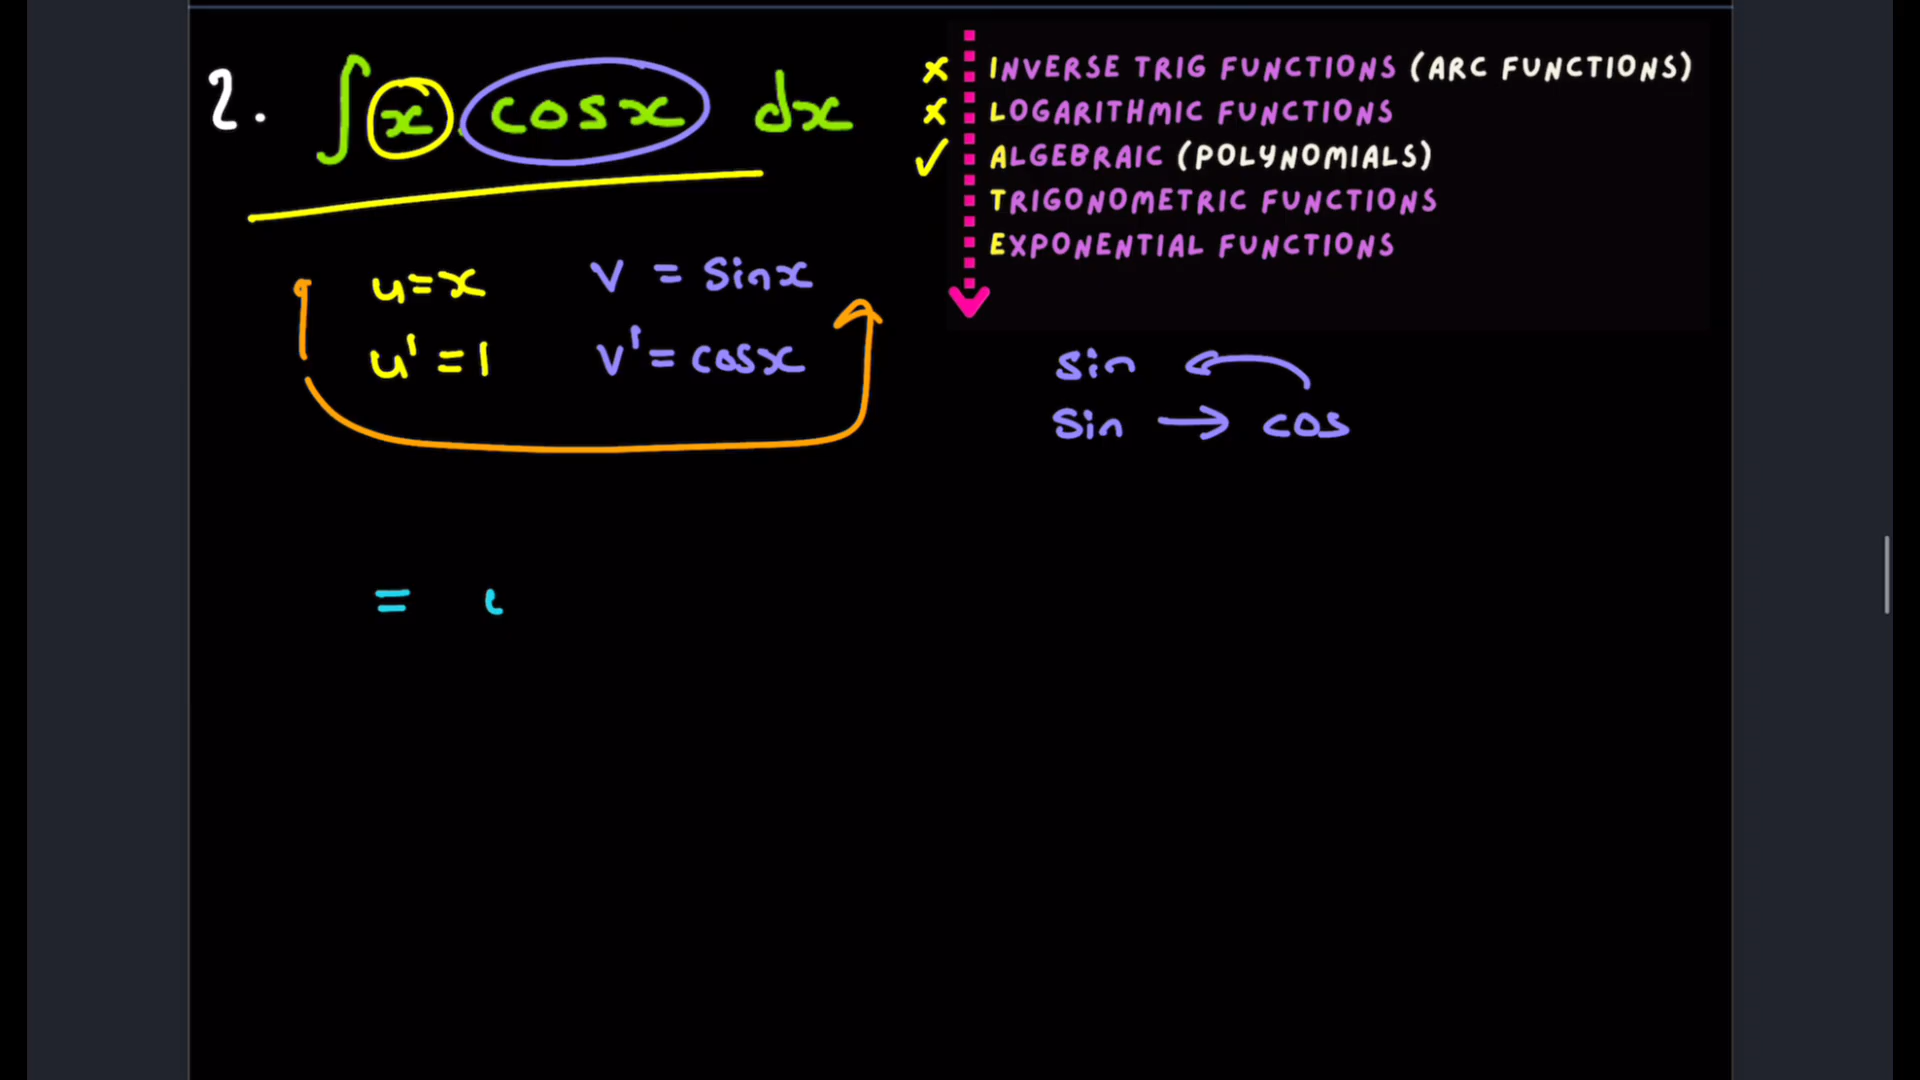 2. ∫ x . cosx dx
x INVERSE TRIG FUNCTIONS (ARC FUNCTIONS)
x LOGARITHMIC FUNCTIONS
✓ ALGEBRAIC (POLYNOMIALS)
TRIGONOMETRIC FUNCTIONS
EXPONENTIAL FUNCTIONS
u=x v = sinx
u' = 1 v' = cosx
sin
sin → cos
=